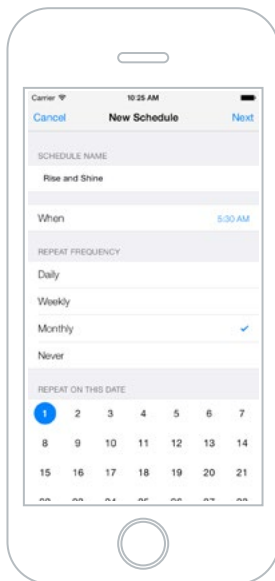 Carrier 10:25 AM
Cancel New Schedule Next
SCHEDULE NAME
Rise and Shine
When 5:30 AM
REPEAT FREQUENCY
Daily
Weekly
Monthly
Never
REPEAT ON THIS DATE
1 2 3 4 5 6 7
8 9 10 11 12 13 14
15 16 17 18 19 20 21